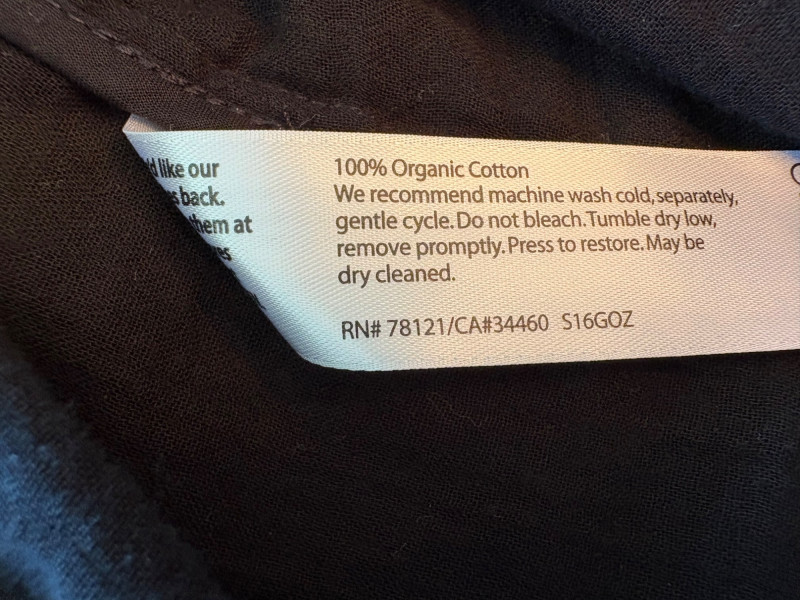 like our
back.
them at
100% Organic Cotton
We recommend machine wash cold, separately,
gentle cycle. Do not bleach. Tumble dry low,
remove promptly. Press to restore. May be
dry cleaned.
RN# 78121/CA#34460 S16GOZ